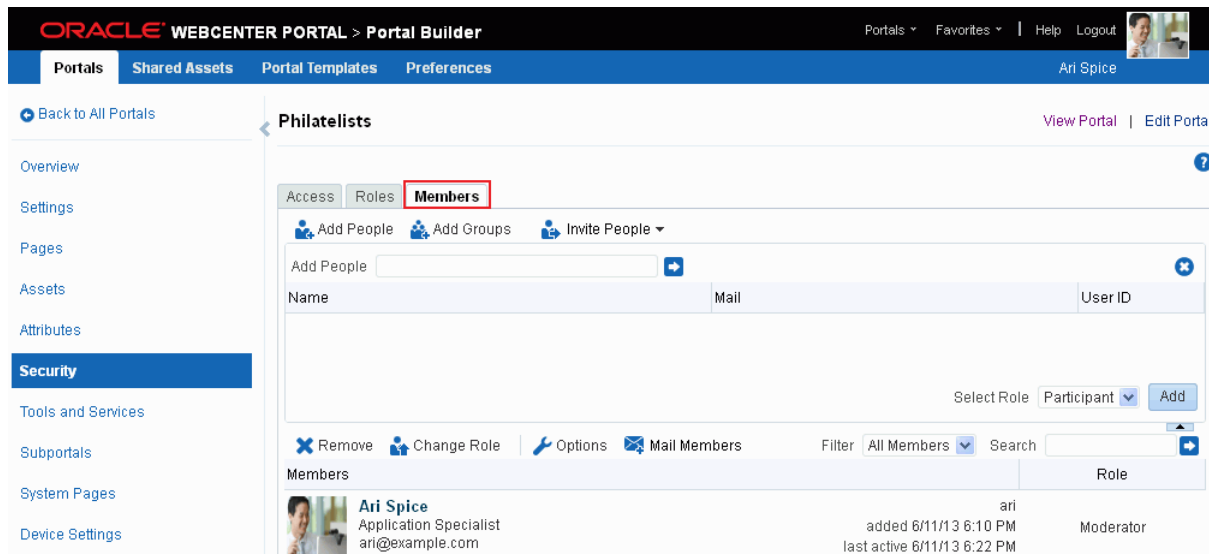 ORACLE WEBCENTER PORTAL > Portal Builder
Portals Favorites | Help Logout
Portals Shared Assets Portal Templates Preferences
Ari Spice
Back to All Portals
Philatelists
View Portal | Edit Porta
Overview
Settings
Pages
Assets
Attributes
Security
Tools and Services
Subportals
System Pages
Device Settings
Access Roles Members
Add People Add Groups Invite People
Add People
Name Mail User ID
Select Role Participant Add
Remove Change Role Options Mail Members Filter All Members Search
Members Role
Ari Spice ari
Application Specialist added 6/11/13 6:10 PM Moderator
ari@example.com last active 6/11/13 6:22 PM